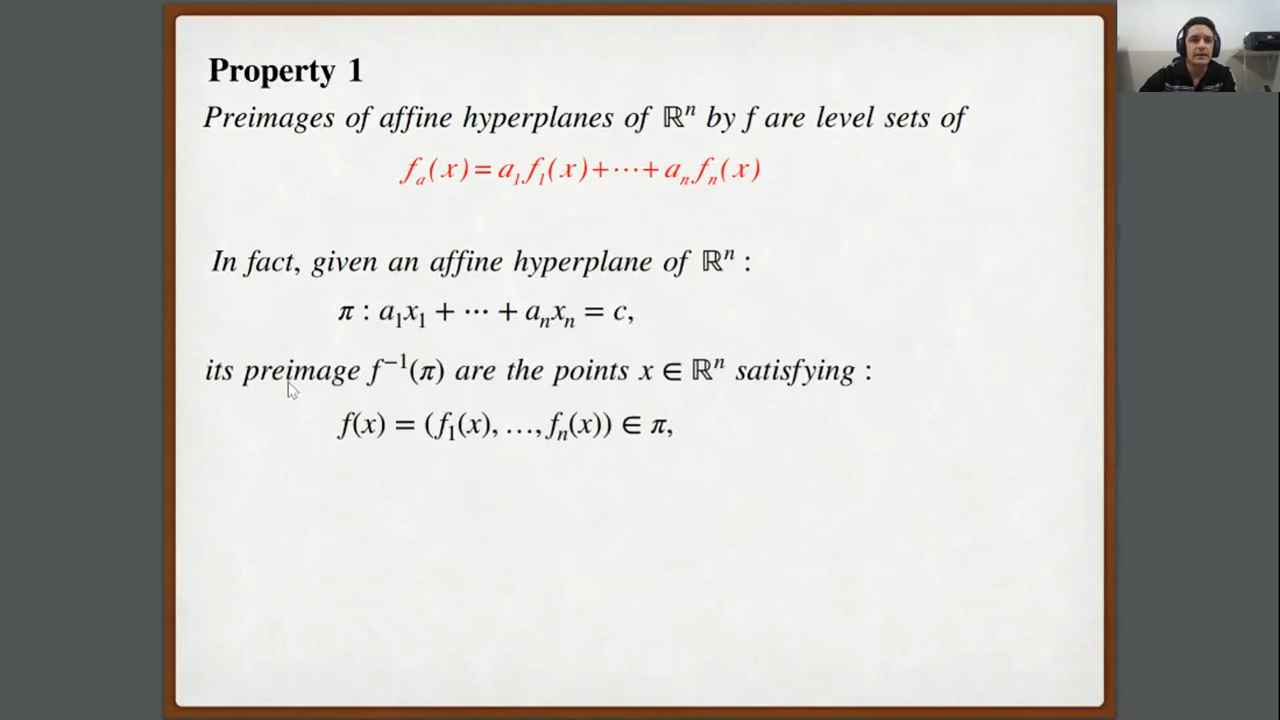 Property 1
Preimages of affine hyperplanes of ℝⁿ by f are level sets of
fₐ(x)=a₁f₁(x)+⋯+aₙfₙ(x)
In fact, given an affine hyperplane of ℝⁿ :
π : a₁x₁ + ⋯ + aₙxₙ = c,
its preimage f⁻¹(π) are the points x ∈ ℝⁿ satisfying :
f(x) = (f₁(x), …, fₙ(x)) ∈ π,